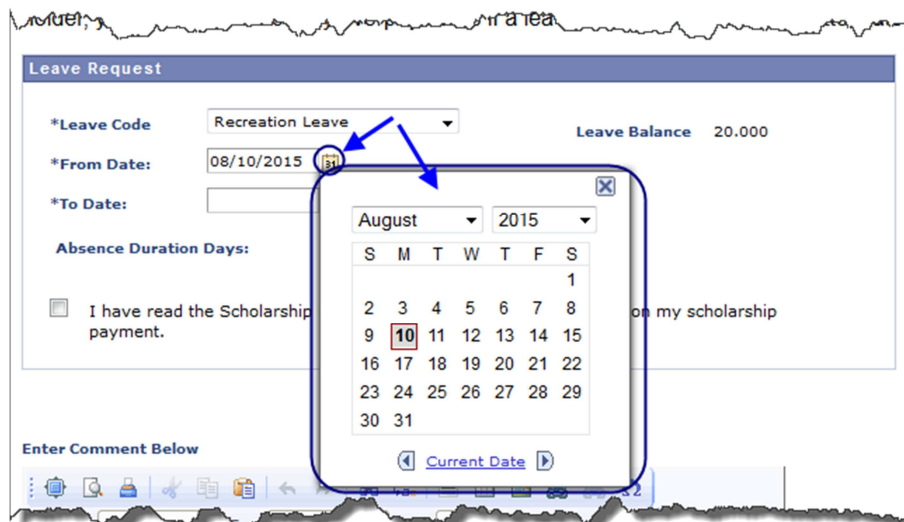 Leave Request
*Leave Code Recreation Leave Leave Balance 20.000
*From Date: 08/10/2015 31
*To Date:
August 2015
Absence Duration Days:
S M T W T F S
1
2 3 4 5 6 7 8
9 10 11 12 13 14 15
16 17 18 19 20 21 22
23 24 25 26 27 28 29
30 31
Current Date
I have read the Scholarship on my scholarship
payment.
Enter Comment Below